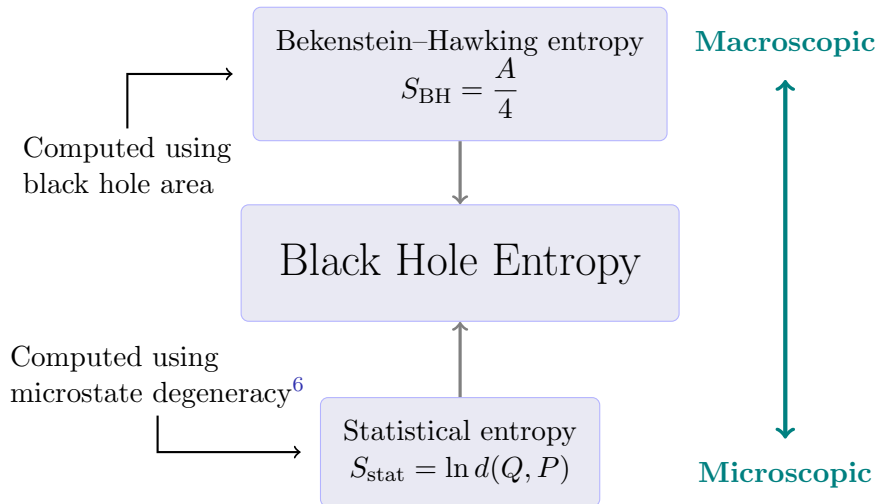 Bekenstein–Hawking entropy
S_BH = A/4
Macroscopic
Computed using
black hole area
Black Hole Entropy
Computed using
microstate degeneracy⁶
Statistical entropy
S_stat = ln d(Q, P)
Microscopic